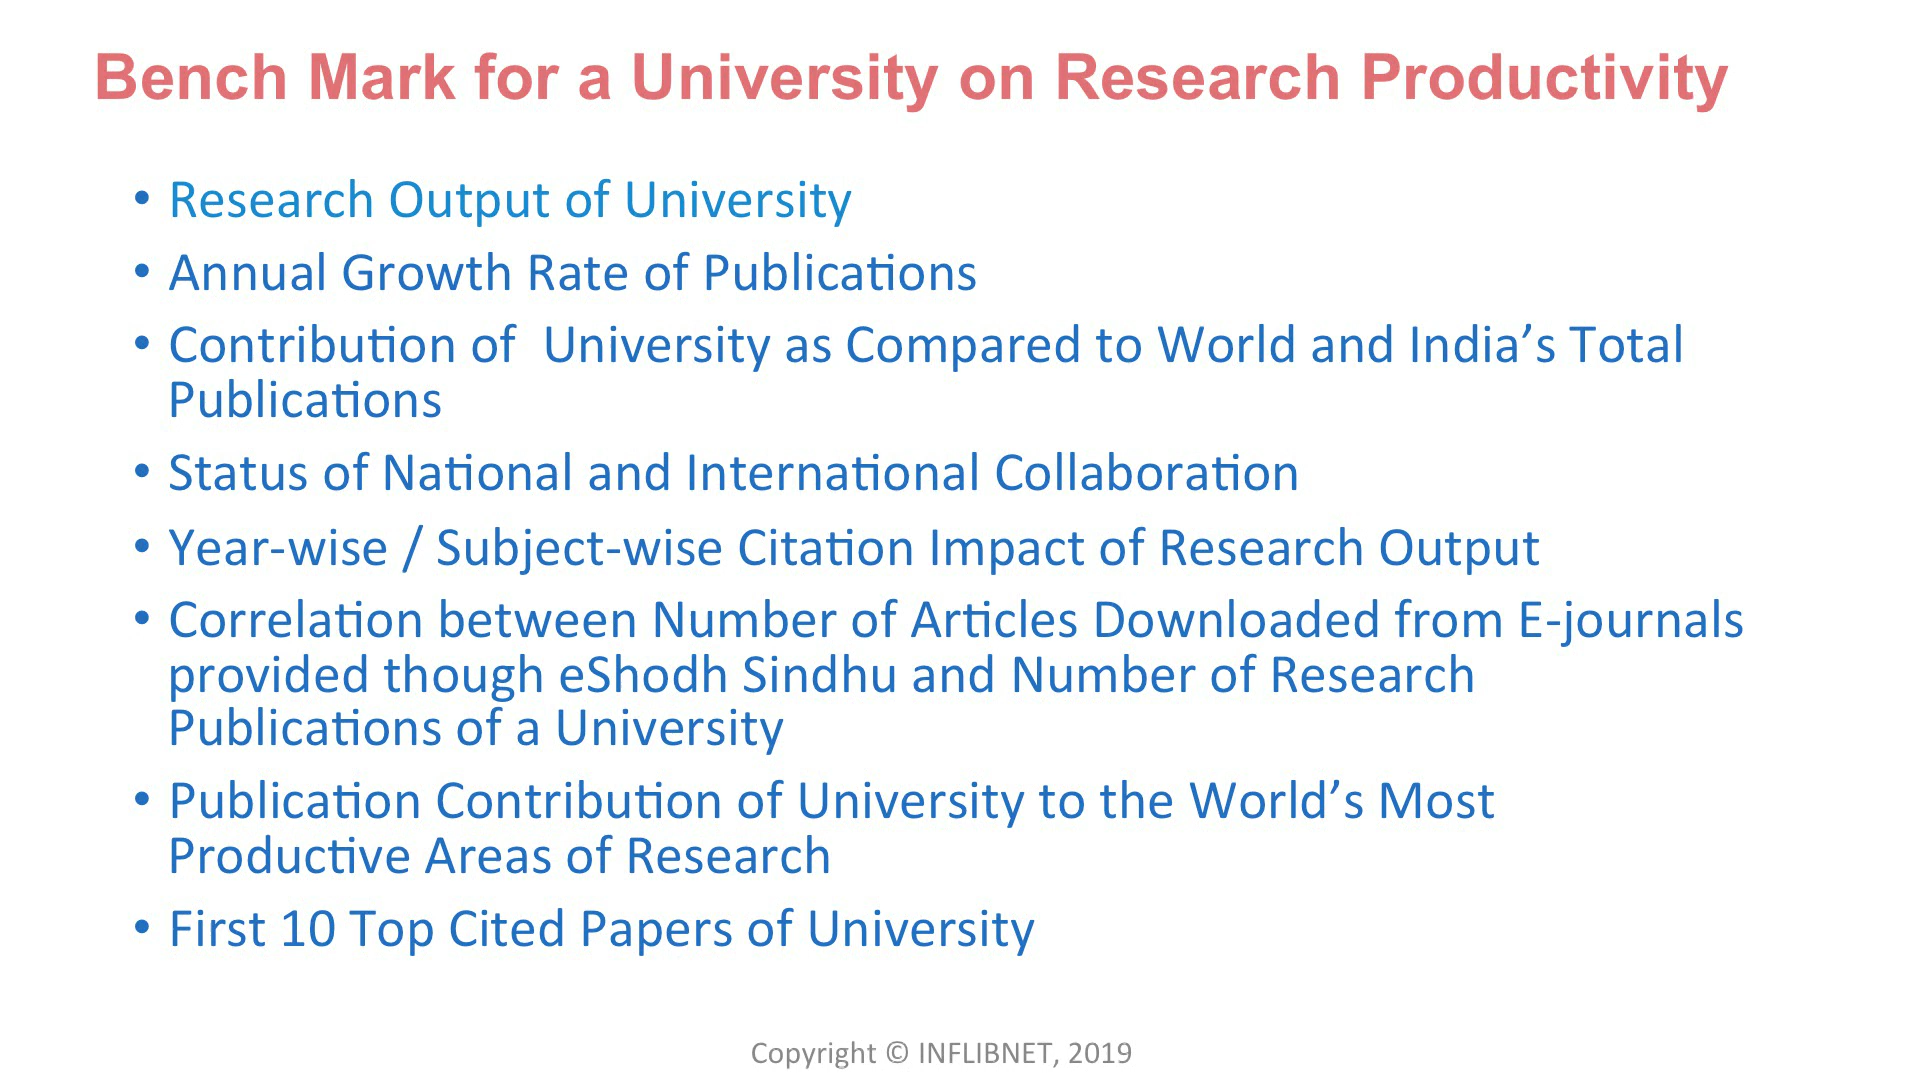 Bench Mark for a University on Research Productivity
• Research Output of University
• Annual Growth Rate of Publications
• Contribution of  University as Compared to World and India’s Total
Publications
• Status of National and International Collaboration
• Year-wise / Subject-wise Citation Impact of Research Output
• Correlation between Number of Articles Downloaded from E-journals
provided though eShodh Sindhu and Number of Research
Publications of a University
• Publication Contribution of University to the World’s Most
Productive Areas of Research
• First 10 Top Cited Papers of University
Copyright © INFLIBNET, 2019